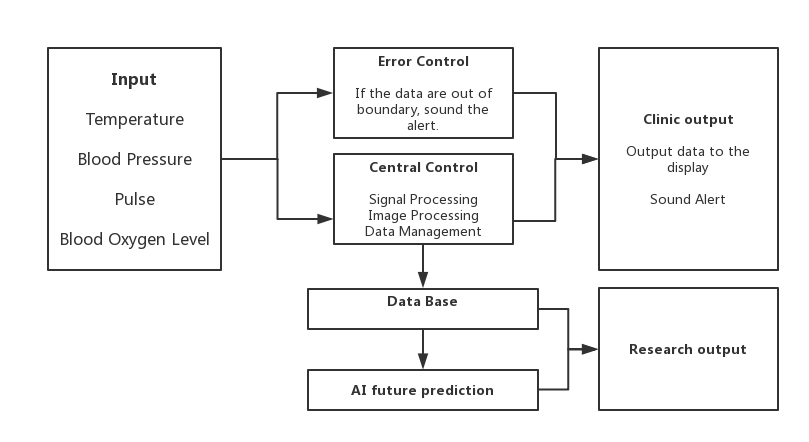 Input
Temperature
Blood Pressure
Pulse
Blood Oxygen Level
Error Control
If the data are out of
boundary, sound the
alert.
Central Control
Signal Processing
Image Processing
Data Management
Clinic output
Output data to the
display
Sound Alert
Data Base
AI future prediction
Research output